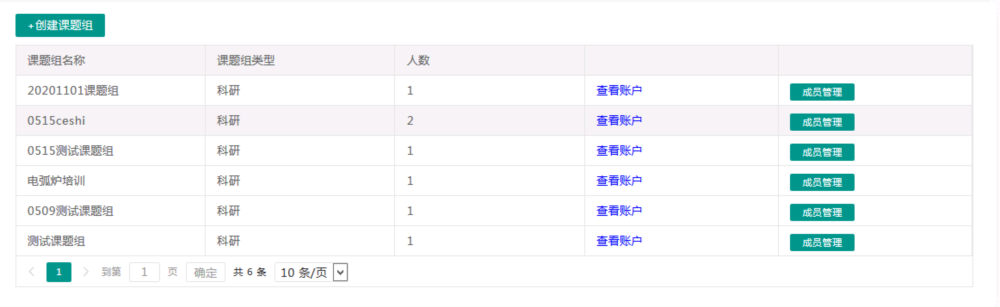 +创建课题组
课题组名称 课题组类型 人数
20201101课题组 科研 1 查看账户 成员管理
0515ceshi 科研 2 查看账户 成员管理
0515测试课题组 科研 1 查看账户 成员管理
电弧炉培训 科研 1 查看账户 成员管理
0509测试课题组 科研 1 查看账户 成员管理
测试课题组 科研 1 查看账户 成员管理
1 到第 1 页 确定 共 6 条 10 条/页